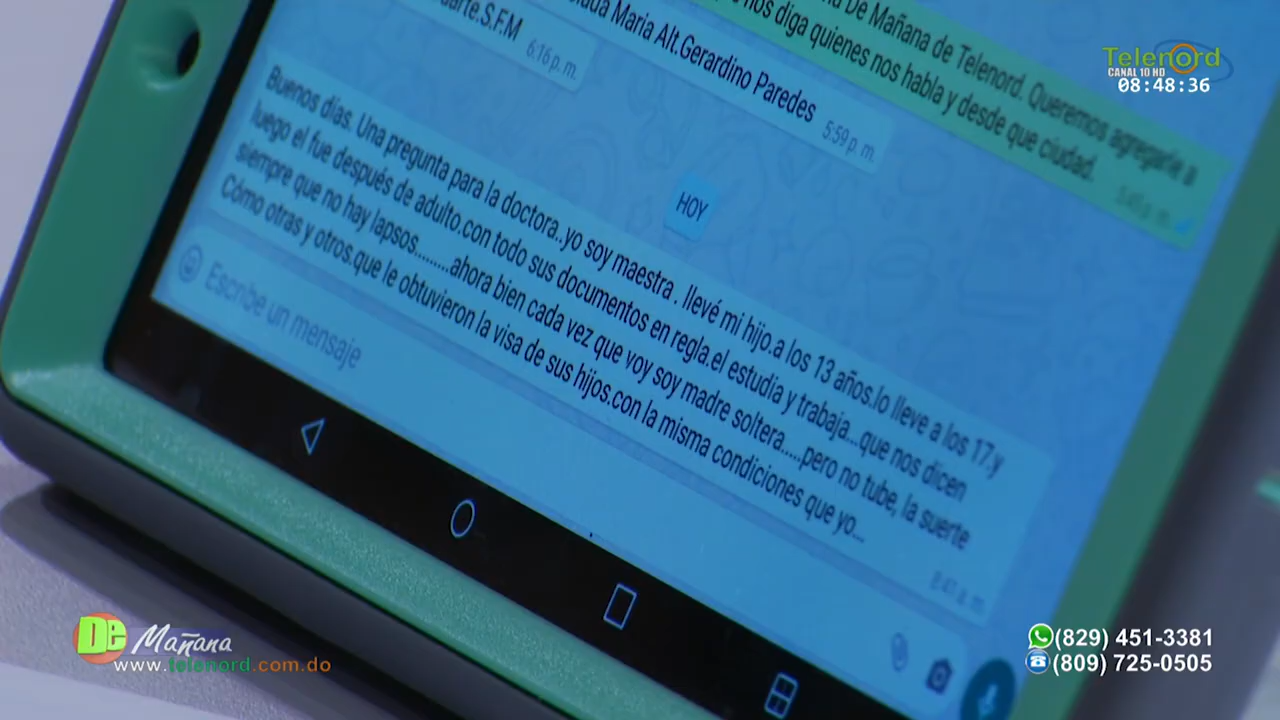 De Mañana de Telenord. Queremos agregarle a
nos diga quienes nos habla y desde que ciudad.
Maria Alt.Gerardino Paredes
5:59 p. m.
arte.S.F.M
6:16 p. m.
HOY
Buenos días. Una pregunta para la doctora..yo soy maestra . llevé mi hijo.a los 13 años.lo lleve a los 17.y
luego el fue después de adulto.con todo sus documentos en regla.el estudia y trabaja...que nos dicen
siempre que no hay lapsos........ahora bien cada vez que voy soy madre soltera.....pero no tube, la suerte
Cómo otras y otros.que le obtuvieron la visa de sus hijos.con la misma condiciones que yo...
8:41 a. m.
Escribe un mensaje
Telenord
CANAL 10 HD
08:48:36
De Mañana
www.telenord.com.do
(829) 451-3381
(809) 725-0505